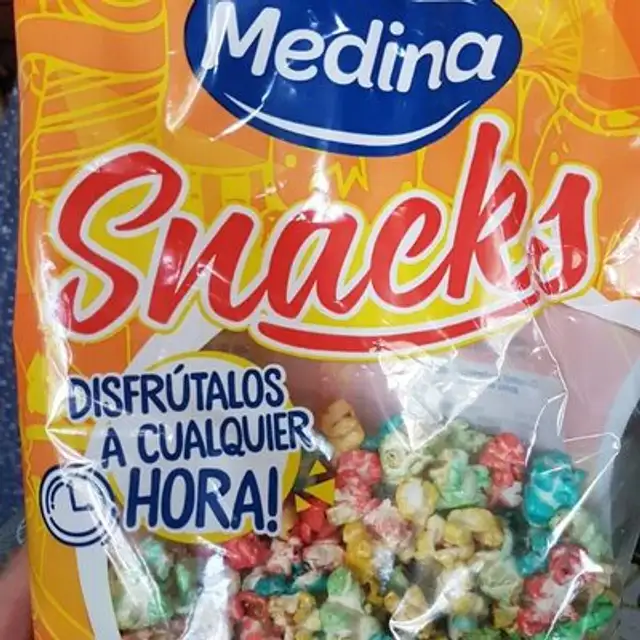 Medina
Snacks
DISFRÚTALOS
A CUALQUIER
HORA!